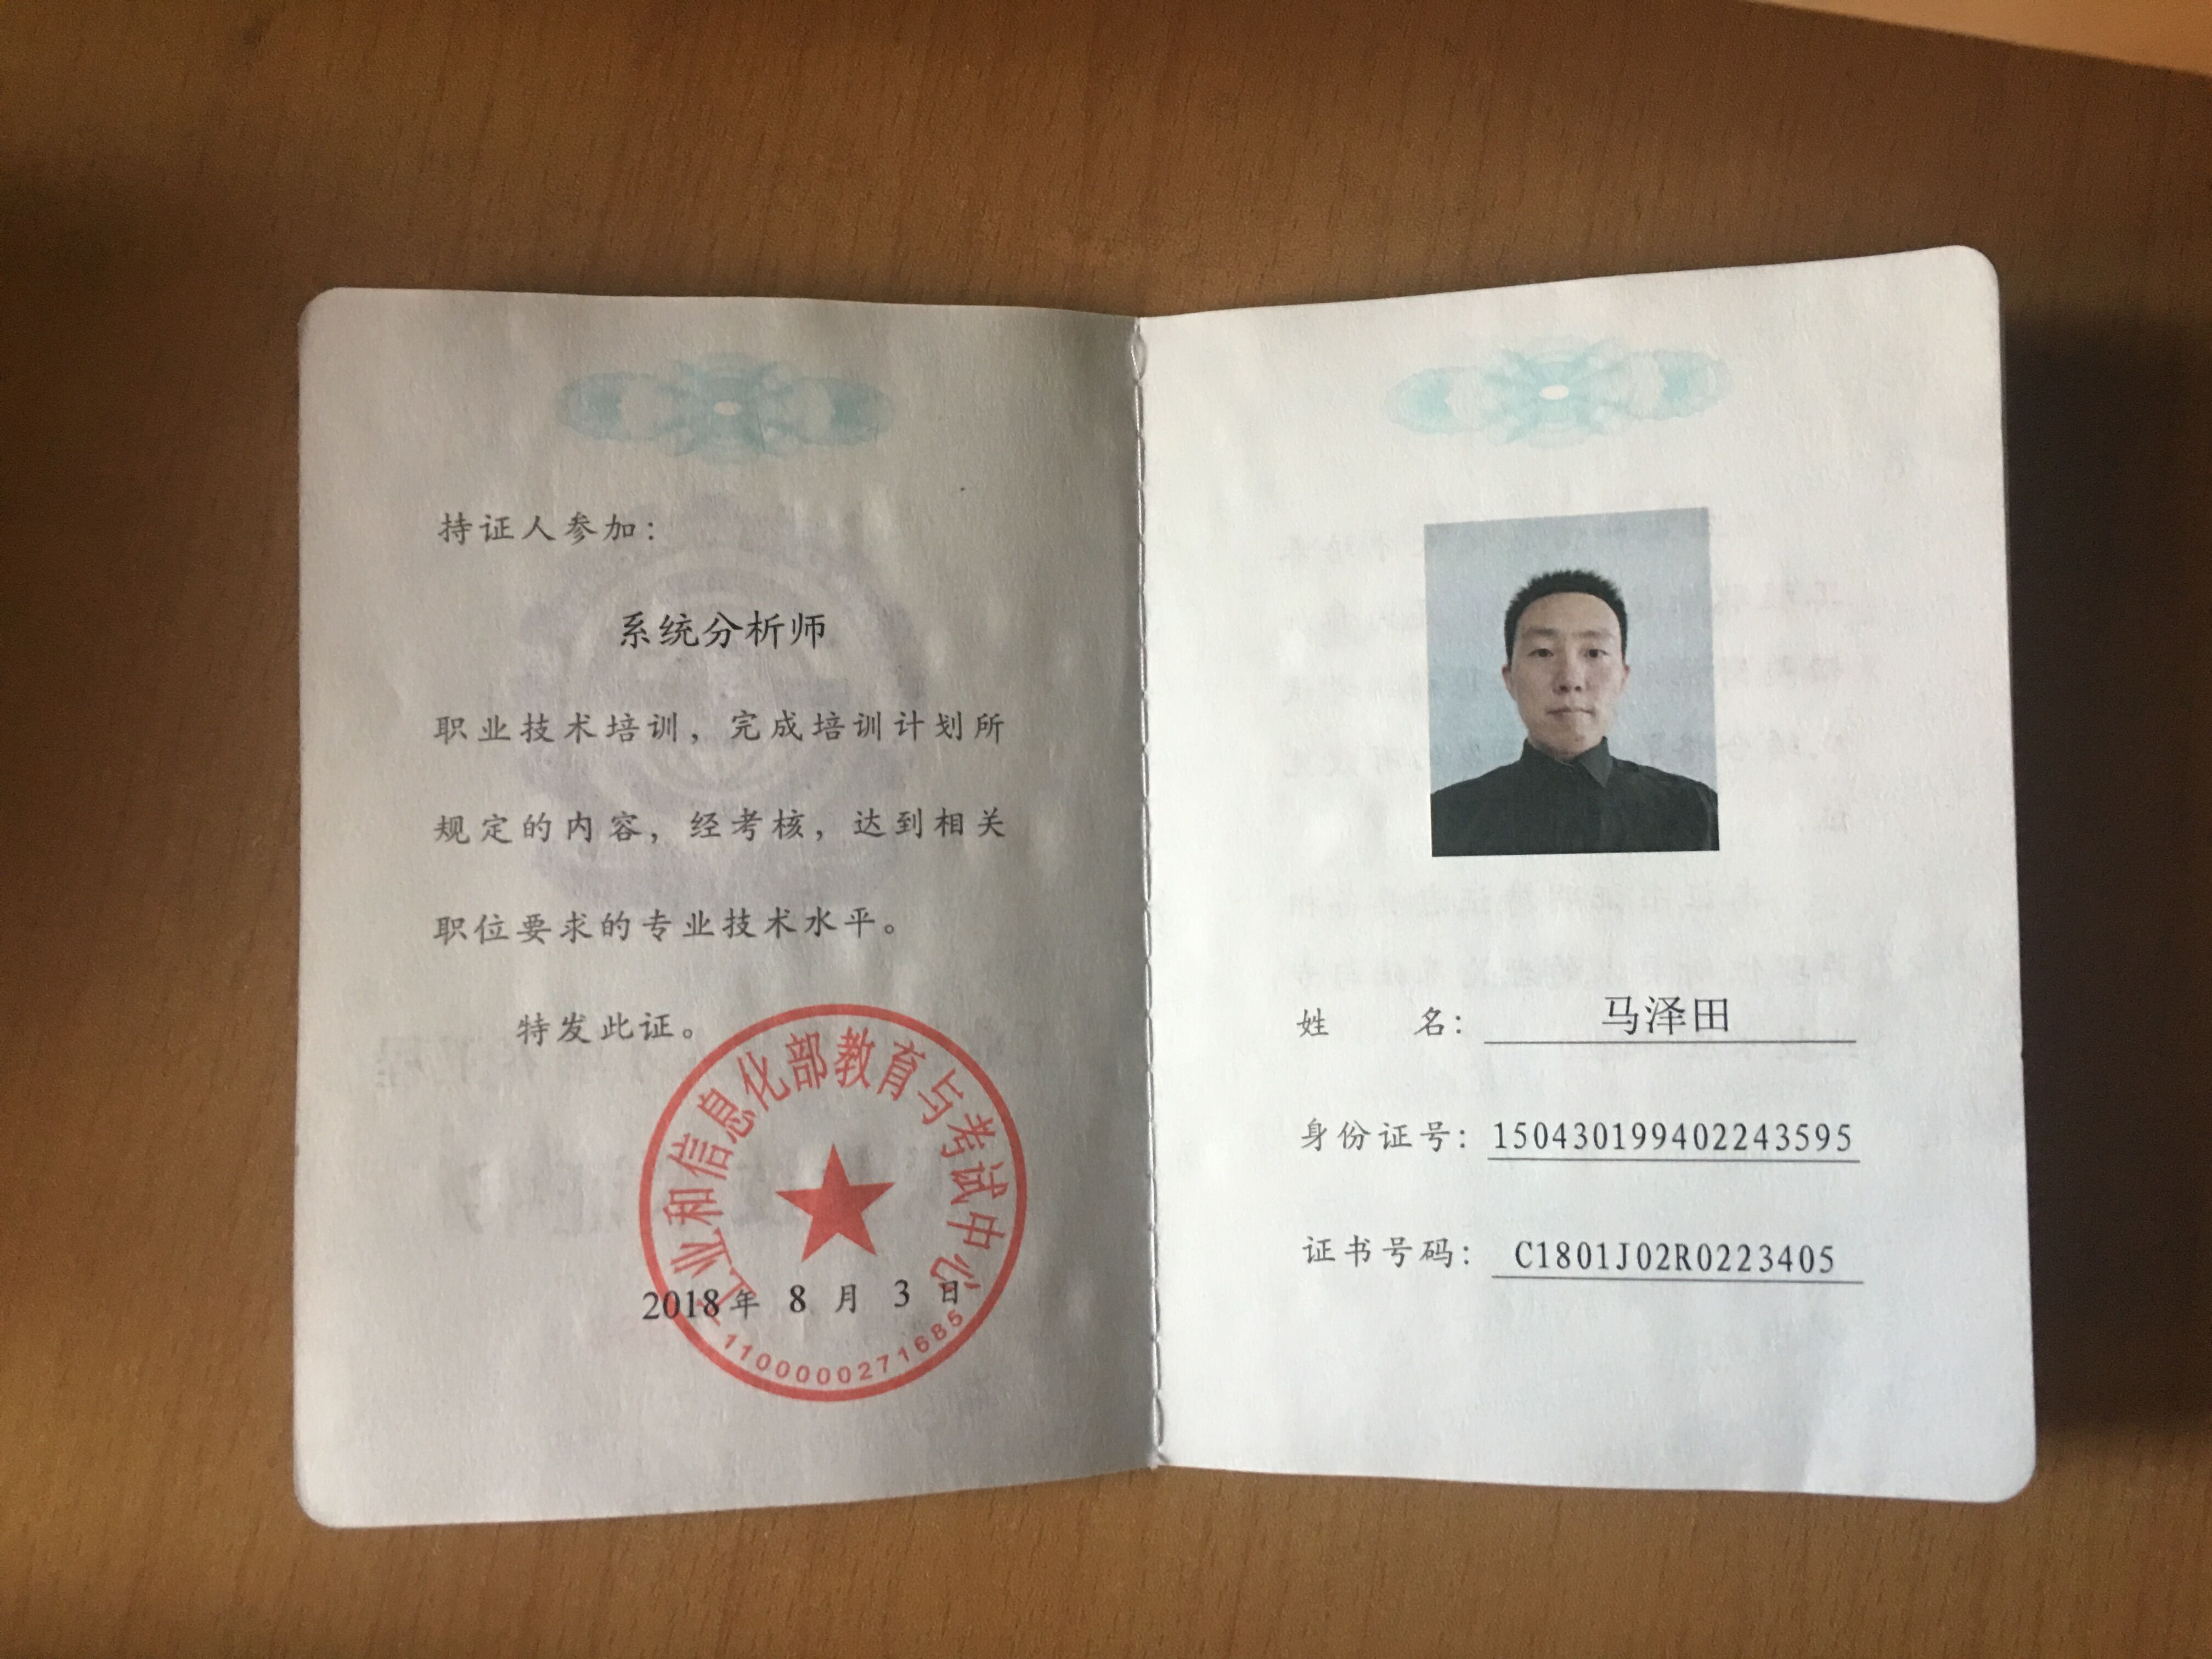 持证人参加：
系统分析师
职业技术培训，完成培训计划所
规定的内容，经考核，达到相关
职位要求的专业技术水平。
特发此证。
工业和信息化部教育与考试中心
2018年 8 月 3 日
1100000271685
姓 名： 马泽田
身份证号： 150430199402243595
证书号码： C1801J02R0223405